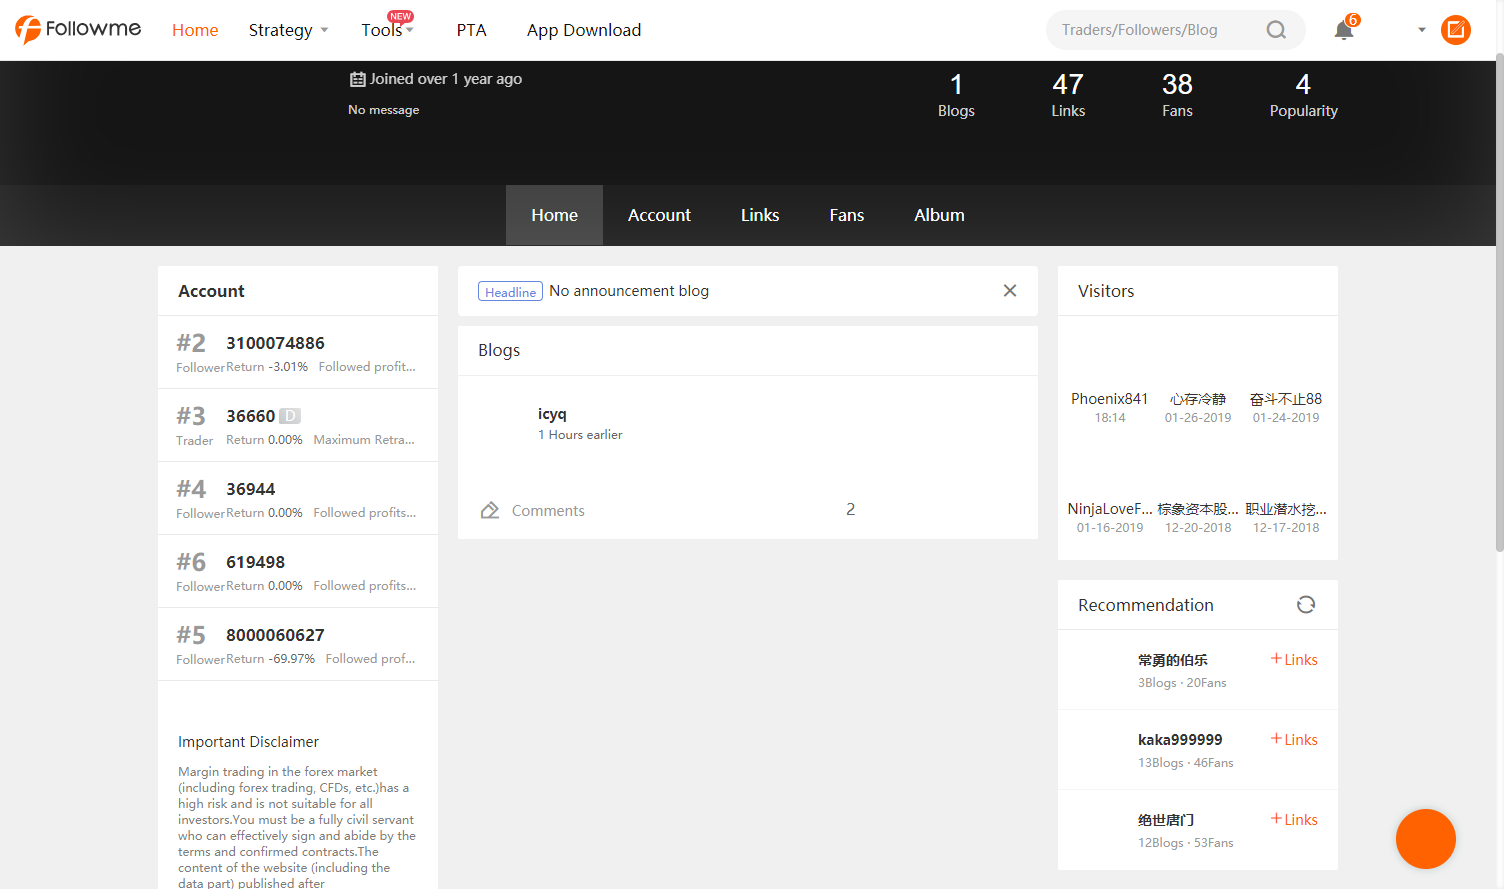 Followme
Home
Strategy
Tools
NEW
PTA
App Download
Traders/Followers/Blog
6
Joined over 1 year ago
No message
1
Blogs
47
Links
38
Fans
4
Popularity
Home
Account
Links
Fans
Album
Account
#2 3100074886
Follower Return -3.01% Followed profit...
#3 36660 D
Trader Return 0.00% Maximum Retra...
#4 36944
Follower Return 0.00% Followed profits...
#6 619498
Follower Return 0.00% Followed profits...
#5 8000060627
Follower Return -69.97% Followed prof...
Important Disclaimer
Margin trading in the forex market
(including forex trading, CFDs, etc.)has a
high risk and is not suitable for all
investors.You must be a fully civil servant
who can effectively sign and abide by the
terms and confirmed contracts.The
content of the website (including the
data part) published after
Headline No announcement blog
Blogs
icyq
1 Hours earlier
Comments
2
Visitors
Phoenix841 心存冷静 奋斗不止88
18:14 01-26-2019 01-24-2019
NinjaLoveF... 棕象资本股... 职业潜水挖...
01-16-2019 12-20-2018 12-17-2018
Recommendation
常勇的伯乐 +Links
3Blogs · 20Fans
kaka999999 +Links
13Blogs · 46Fans
绝世唐门 +Links
12Blogs · 53Fans